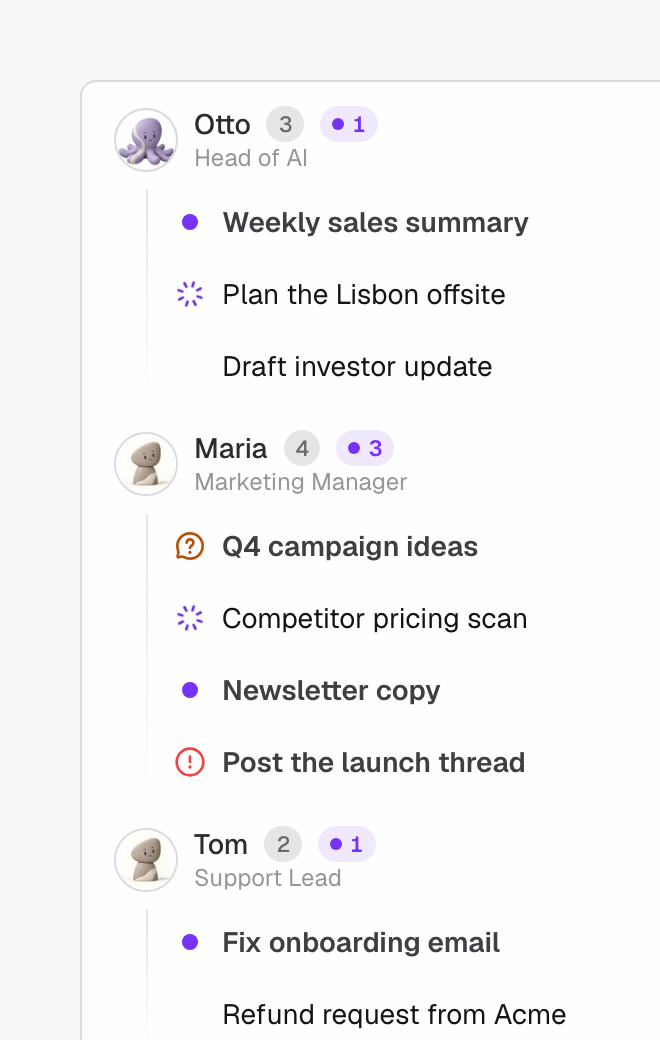 Otto 3 1
Head of AI
Weekly sales summary
Plan the Lisbon offsite
Draft investor update
Maria 4 3
Marketing Manager
Q4 campaign ideas
Competitor pricing scan
Newsletter copy
Post the launch thread
Tom 2 1
Support Lead
Fix onboarding email
Refund request from Acme